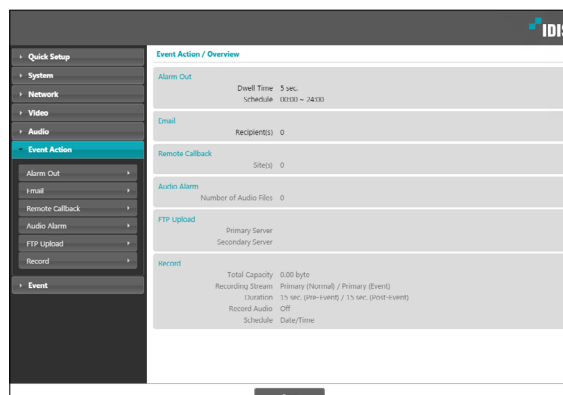 IDIS
Quick Setup
System
Network
Video
Audio
Event Action
Alarm Out
Email
Remote Callback
Audio Alarm
FTP Upload
Record
Event
Event Action / Overview
Alarm Out
Dwell Time 5 sec.
Schedule 00:00 ~ 24:00
Email
Recipient(s) 0
Remote Callback
Site(s) 0
Audio Alarm
Number of Audio Files 0
FTP Upload
Primary Server
Secondary Server
Record
Total Capacity 0.00 byte
Recording Stream Primary (Normal) / Primary (Event)
Duration 15 sec. (Pre-Event) / 15 sec. (Post-Event)
Record Audio Off
Schedule Date/Time